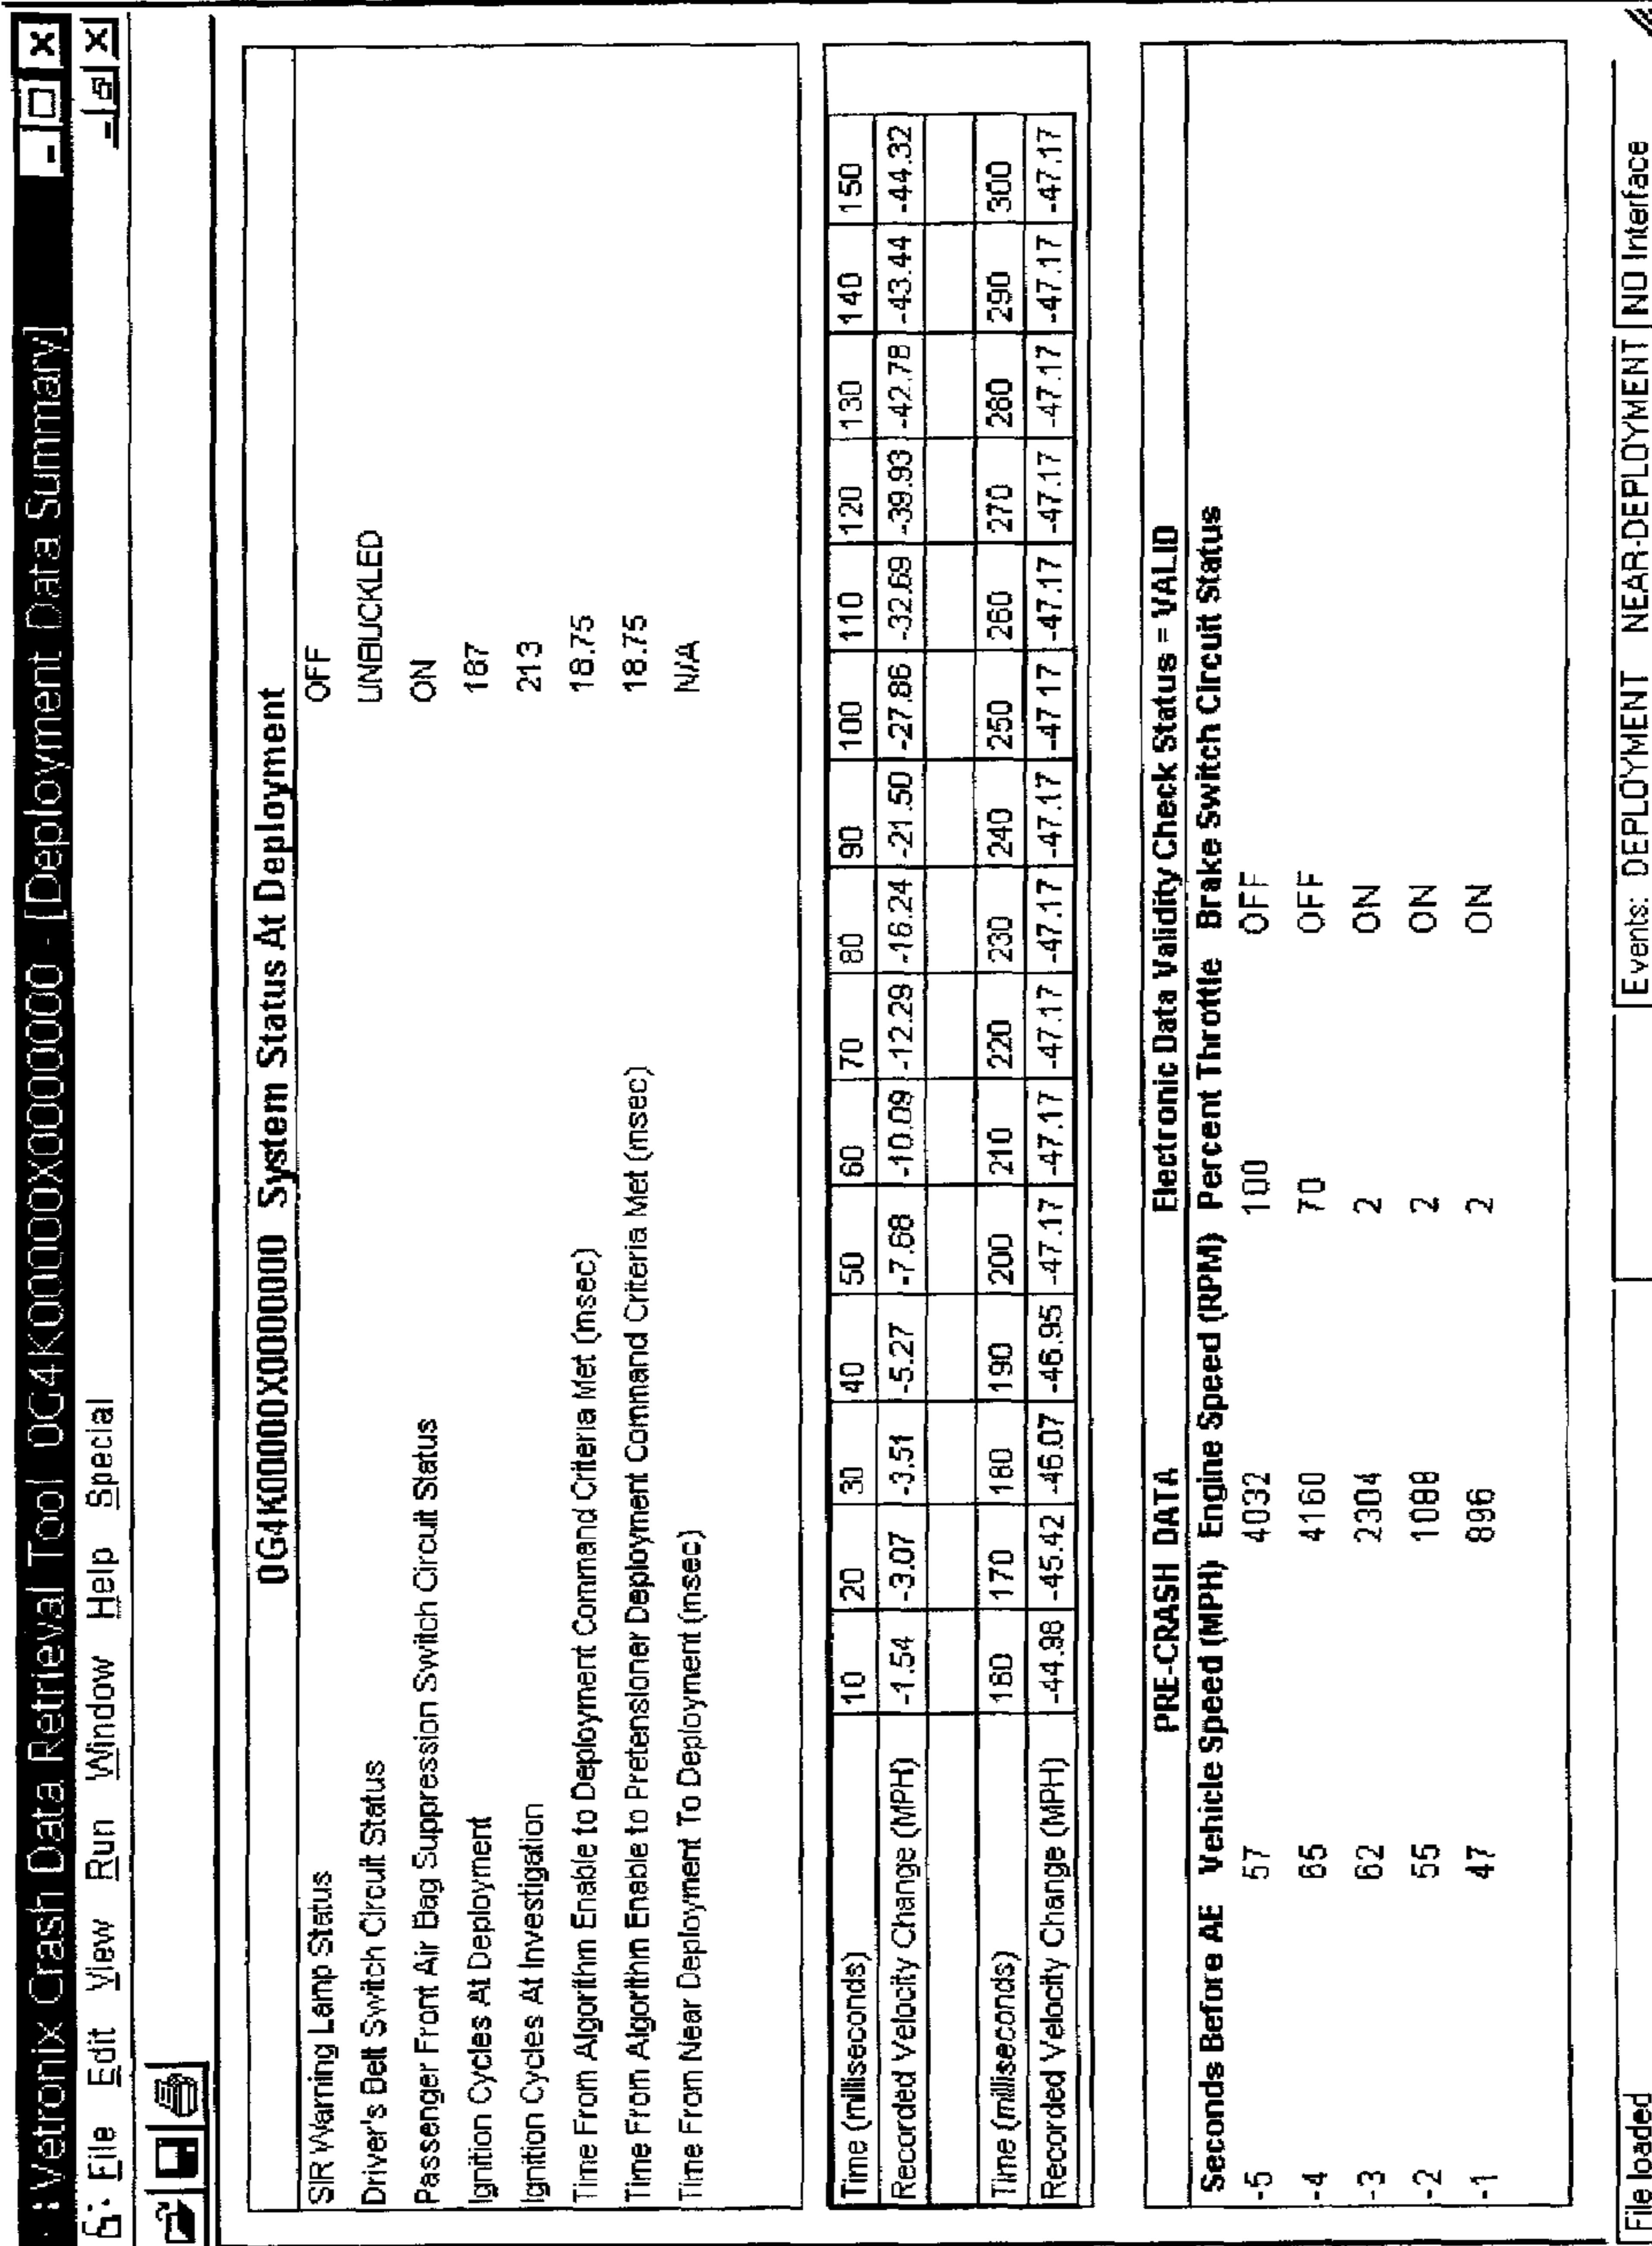 Vetronix Crash Data Retrieval Tool 0G4K00000X0000000 - [Deployment Data Summary]
File Edit View Run Window Help Special
0G4K00000X0000000 System Status At Deployment
SIR Warning Lamp Status OFF
Driver's Belt Switch Circuit Status UNBUCKLED
Passenger Front Air Bag Suppression Switch Circuit Status ON
Ignition Cycles At Deployment 187
Ignition Cycles At Investigation 213
Time From Algorithm Enable to Deployment Command Criteria Met (msec) 18.75
Time From Algorithm Enable to Pretensioner Deployment Command Criteria Met (msec) 18.75
Time From Near Deployment To Deployment (msec) N/A
Time (milliseconds) 10 20 30 40 50 60 70 80 90 100 110 120 130 140 150
Recorded Velocity Change (MPH) -1.54 -3.07 -3.51 -5.27 -7.68 -10.09 -12.29 -16.24 -21.50 -27.86 -32.69 -39.93 -42.78 -43.44 -44.32
Time (milliseconds) 160 170 180 190 200 210 220 230 240 250 260 270 280 290 300
Recorded Velocity Change (MPH) -44.98 -45.42 -46.07 -46.95 -47.17 -47.17 -47.17 -47.17 -47.17 -47.17 -47.17 -47.17 -47.17 -47.17 -47.17
PRE-CRASH DATA Electronic Data Validity Check Status = VALID
Seconds Before AE Vehicle Speed (MPH) Engine Speed (RPM) Percent Throttle Brake Switch Circuit Status
-5 57 4032 100 OFF
-4 65 4160 70 OFF
-3 62 2304 2 ON
-2 55 1088 2 ON
-1 47 896 2 ON
File loaded Events: DEPLOYMENT NEAR-DEPLOYMENT NO Interface